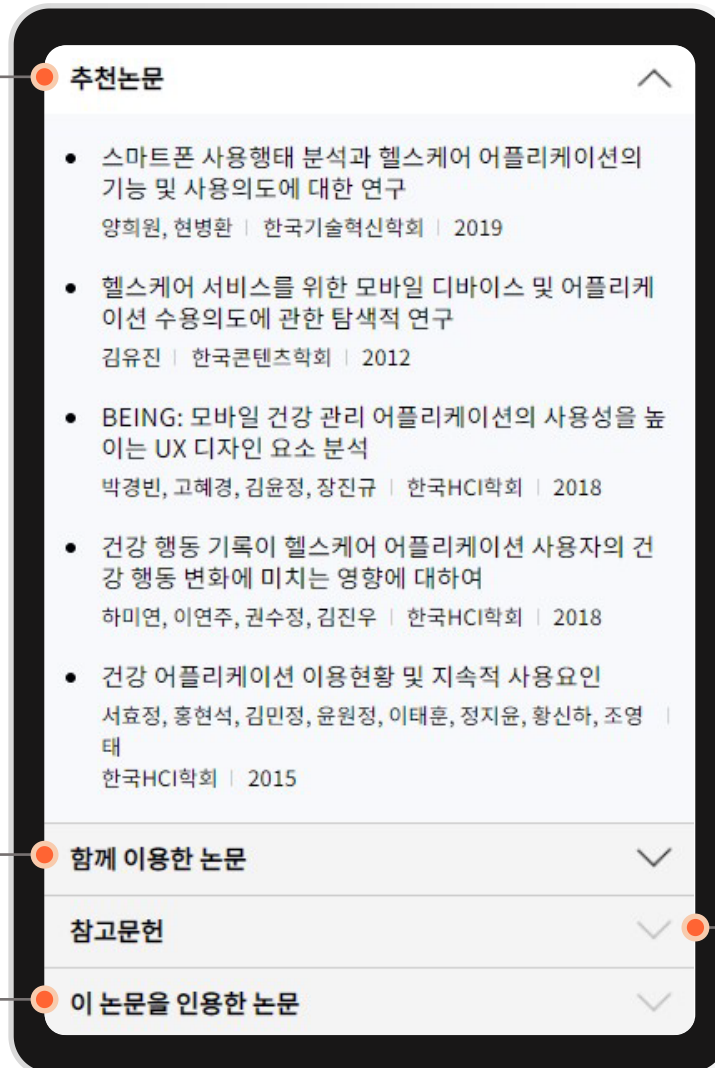 추천논문
스마트폰 사용행태 분석과 헬스케어 어플리케이션의
기능 및 사용의도에 대한 연구
양희원, 현병환 | 한국기술혁신학회 | 2019
헬스케어 서비스를 위한 모바일 디바이스 및 어플리케
이션 수용의도에 관한 탐색적 연구
김유진 | 한국콘텐츠학회 | 2012
BEING: 모바일 건강 관리 어플리케이션의 사용성을 높
이는 UX 디자인 요소 분석
박경빈, 고혜경, 김윤정, 장진규 | 한국HCI학회 | 2018
건강 행동 기록이 헬스케어 어플리케이션 사용자의 건
강 행동 변화에 미치는 영향에 대하여
하미연, 이연주, 권수정, 김진우 | 한국HCI학회 | 2018
건강 어플리케이션 이용현황 및 지속적 사용요인
서효정, 홍현석, 김민정, 윤원정, 이태훈, 정지윤, 황신하, 조영 |
태
한국HCI학회 | 2015
함께 이용한 논문
참고문헌
이 논문을 인용한 논문